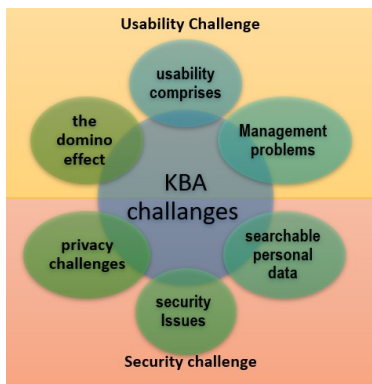 Usability Challenge
usability
comprises
the
domino
effect
Management
problems
KBA
challanges
privacy
challenges
searchable
personal
data
security
Issues
Security challenge